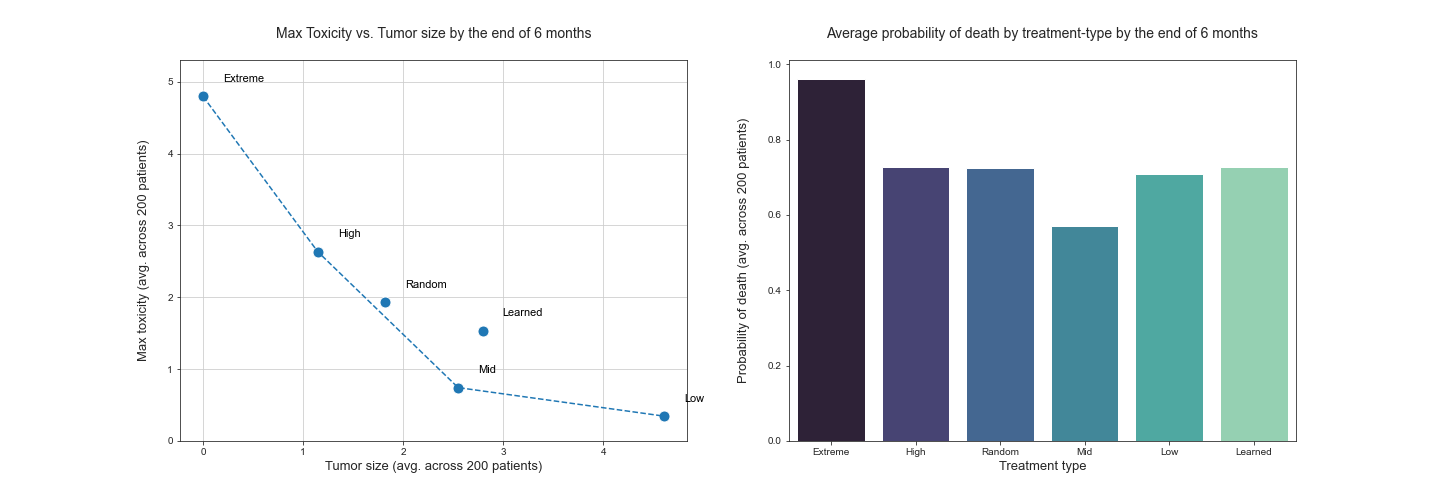 Max Toxicity vs. Tumor size by the end of 6 months
Max toxicity (avg. across 200 patients)
5
4
3
2
1
0
Extreme
High
Random
Learned
Mid
Low
0 1 2 3 4
Tumor size (avg. across 200 patients)
Average probability of death by treatment-type by the end of 6 months
Probability of death (avg. across 200 patients)
1.0
0.8
0.6
0.4
0.2
0.0
Extreme High Random Mid Low Learned
Treatment type